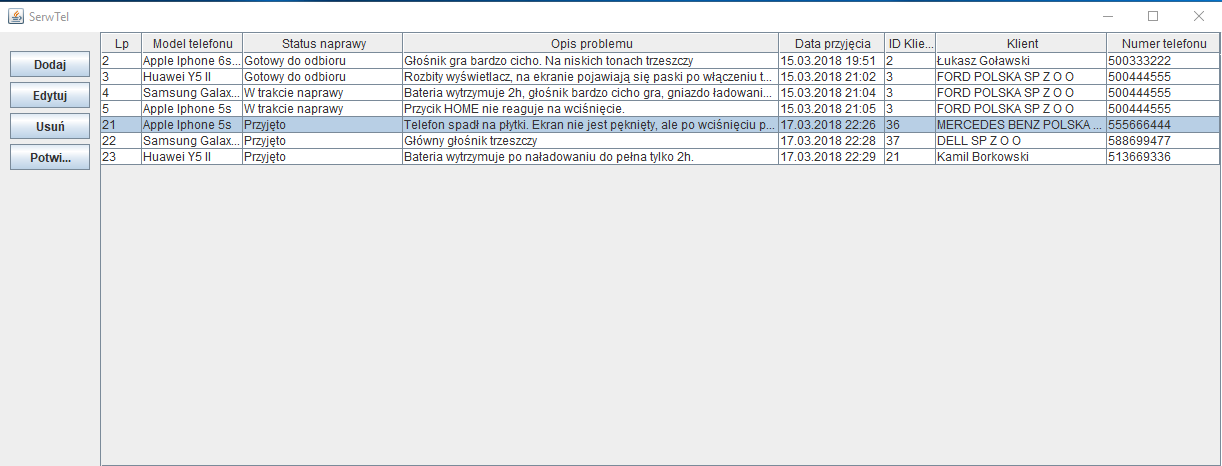 SerwTel
Dodaj
Edytuj
Usuń
Potwi...
Lp Model telefonu Status naprawy Opis problemu Data przyjęcia ID Klie... Klient Numer telefonu
2 Apple Iphone 6s... Gotowy do odbioru Głośnik gra bardzo cicho. Na niskich tonach trzeszczy 15.03.2018 19:51 2 Łukasz Goławski 500333222
3 Huawei Y5 II Gotowy do odbioru Rozbity wyświetlacz, na ekranie pojawiają się paski po włączeniu t... 15.03.2018 21:02 3 FORD POLSKA SP Z O O 500444555
4 Samsung Galax... W trakcie naprawy Bateria wytrzymuje 2h, głośnik bardzo cicho gra, gniazdo ładowani... 15.03.2018 21:04 3 FORD POLSKA SP Z O O 500444555
5 Apple Iphone 5s W trakcie naprawy Przycik HOME nie reaguje na wciśnięcie. 15.03.2018 21:05 3 FORD POLSKA SP Z O O 500444555
21 Apple Iphone 5s Przyjęto Telefon spadł na płytki. Ekran nie jest pęknięty, ale po wciśnięciu p... 17.03.2018 22:26 36 MERCEDES BENZ POLSKA ... 555666444
22 Samsung Galax... Przyjęto Główny głośnik trzeszczy 17.03.2018 22:28 37 DELL SP Z O O 588699477
23 Huawei Y5 II Przyjęto Bateria wytrzymuje po naładowaniu do pełna tylko 2h. 17.03.2018 22:29 21 Kamil Borkowski 513669336